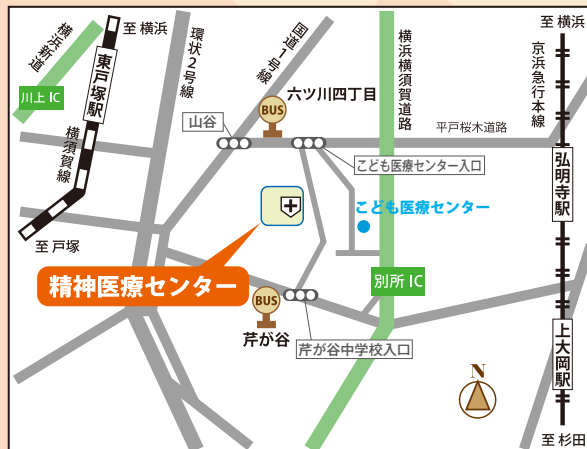 至 横浜
横浜新道
環状2号線
国道1号線
横浜横須賀道路
京浜急行本線
至 横浜
東戸塚駅
川上 IC
横須賀線
BUS
六ツ川四丁目
山谷
平戸桜木道路
こども医療センター入口
弘明寺駅
こども医療センター
至 戸塚
精神医療センター
別所 IC
BUS
芹が谷
芹が谷中学校入口
上大岡駅
N
至 杉田